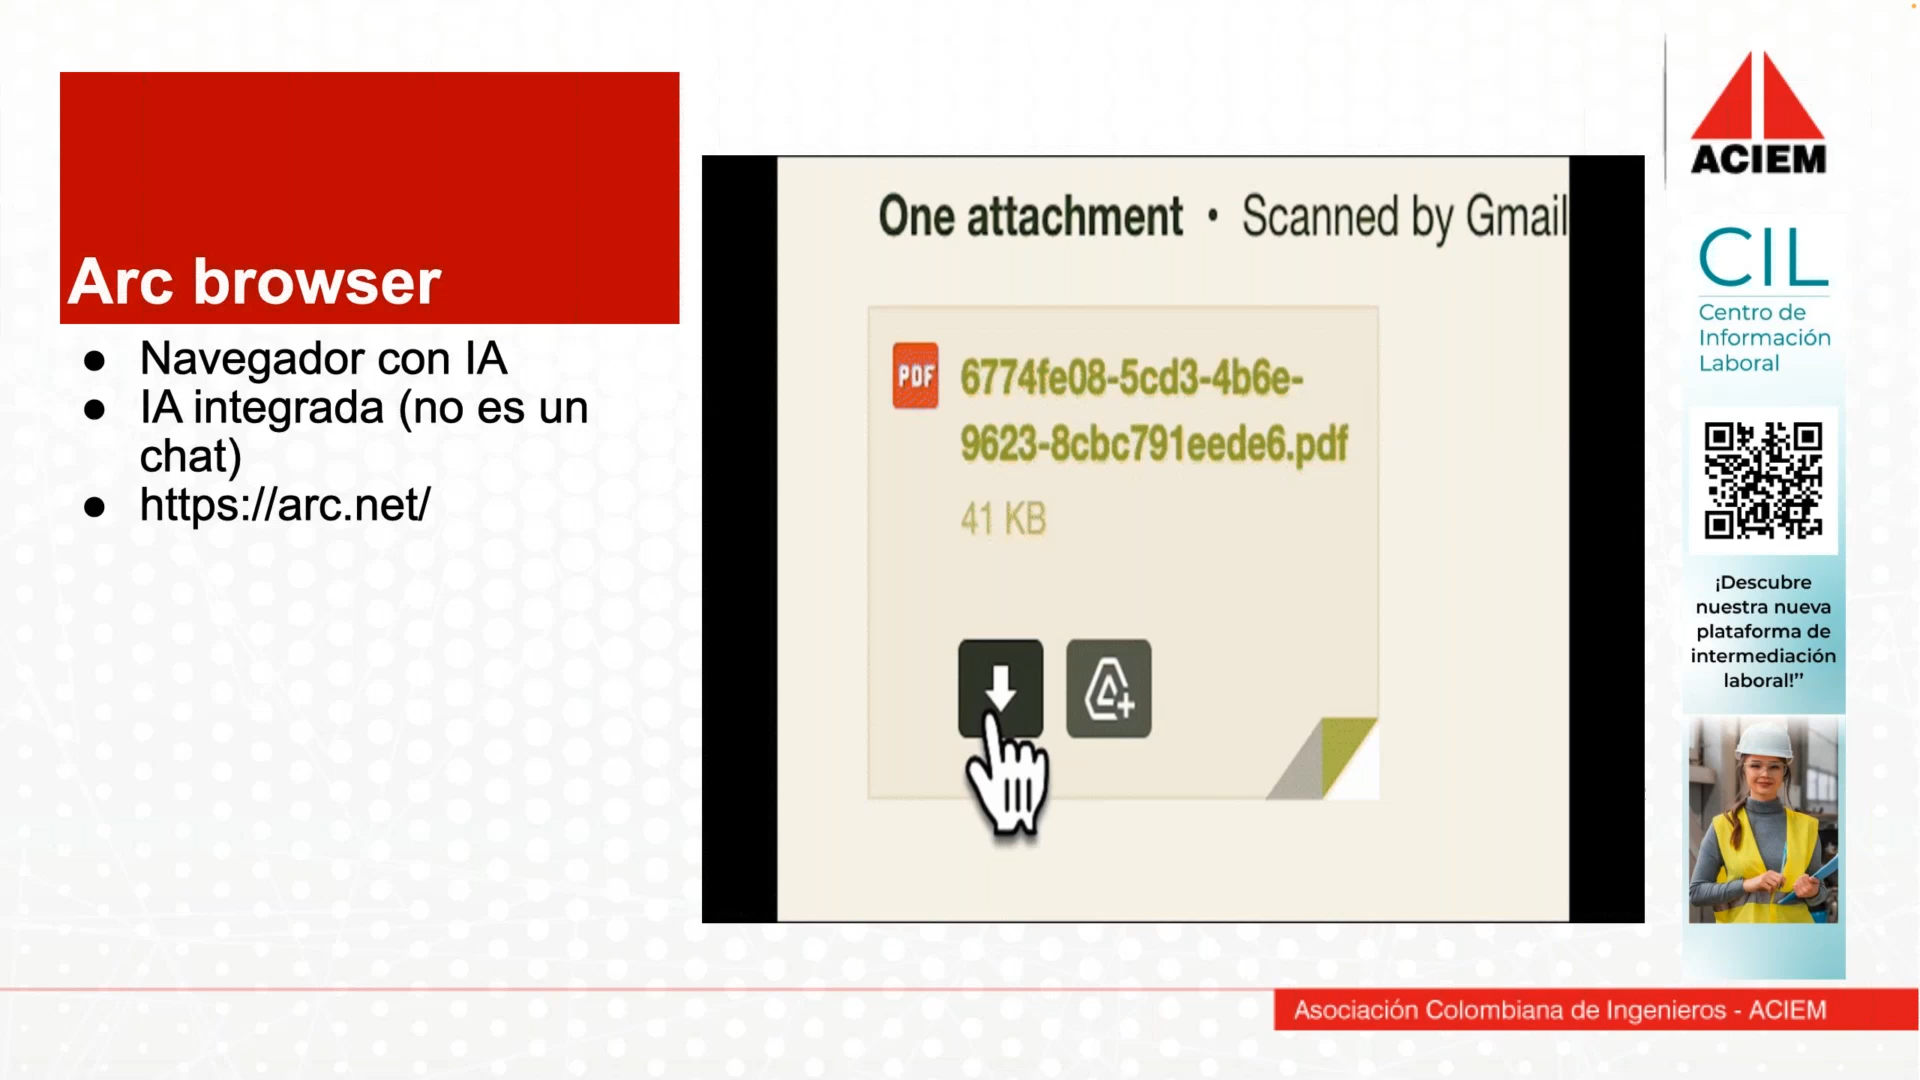 Arc browser
● Navegador con IA
● IA integrada (no es un
chat)
● https://arc.net/
One attachment • Scanned by Gmail
PDF
6774fe08-5cd3-4b6e-
9623-8cbc791eede6.pdf
41 KB
ACIEM
CIL
Centro de
Información
Laboral
¡Descubre
nuestra nueva
plataforma de
intermediación
laboral!”
Asociación Colombiana de Ingenieros - ACIEM